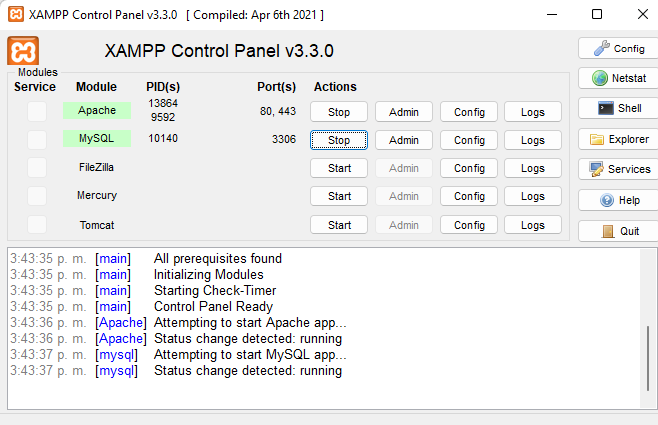 XAMPP Control Panel v3.3.0 [ Compiled: Apr 6th 2021 ]
XAMPP Control Panel v3.3.0
Config
Modules
Service Module PID(s) Port(s) Actions
Netstat
Apache 13864 9592 80, 443 Stop Admin Config Logs
Shell
MySQL 10140 3306 Stop Admin Config Logs
Explorer
FileZilla Start Admin Config Logs
Services
Mercury Start Admin Config Logs
Help
Tomcat Start Admin Config Logs
Quit
3:43:35 p. m. [main] All prerequisites found
3:43:35 p. m. [main] Initializing Modules
3:43:35 p. m. [main] Starting Check-Timer
3:43:35 p. m. [main] Control Panel Ready
3:43:36 p. m. [Apache] Attempting to start Apache app...
3:43:36 p. m. [Apache] Status change detected: running
3:43:37 p. m. [mysql] Attempting to start MySQL app...
3:43:37 p. m. [mysql] Status change detected: running